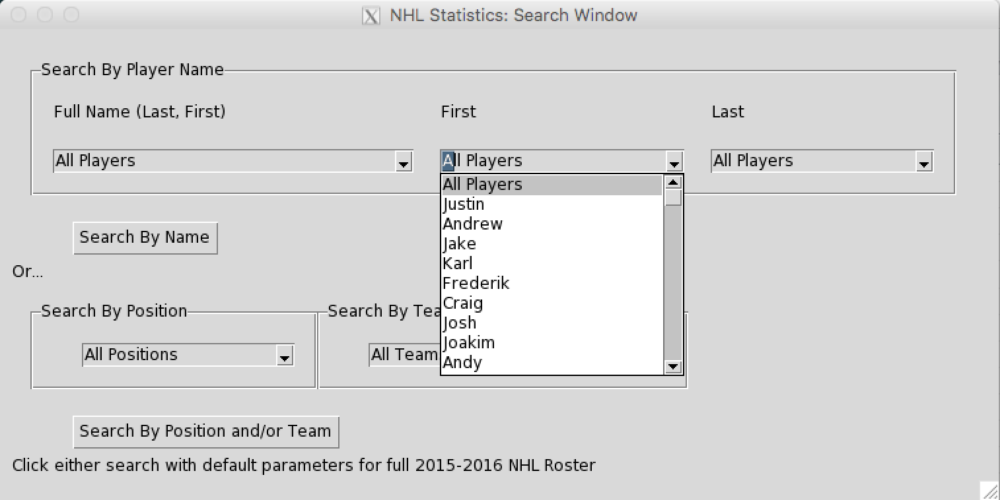 NHL Statistics: Search Window
Search By Player Name
Full Name (Last, First) First Last
All Players All Players All Players
All Players
Justin
Andrew
Jake
Karl
Frederik
Craig
Josh
Joakim
Andy
Search By Name
Or...
Search By Position Search By Tea
All Positions All Team
Search By Position and/or Team
Click either search with default parameters for full 2015-2016 NHL Roster